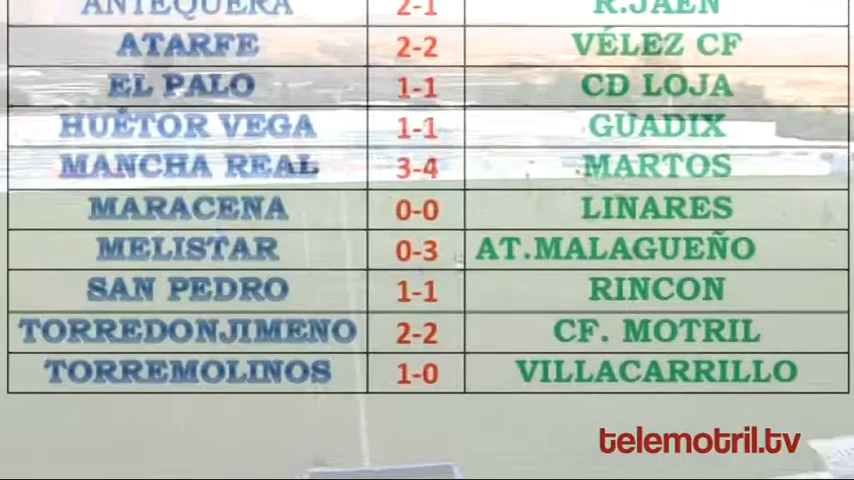 ANTEQUERA 2-1 R.JAEN
ATARFE 2-2 VÉLEZ CF
EL PALO 1-1 CD LOJA
HUÉTOR VEGA 1-1 GUADIX
MANCHA REAL 3-4 MARTOS
MARACENA 0-0 LINARES
MELISTAR 0-3 AT.MALAGUEÑO
SAN PEDRO 1-1 RINCON
TORREDONJIMENO 2-2 CF. MOTRIL
TORREMOLINOS 1-0 VILLACARRILLO
telemotril.tv